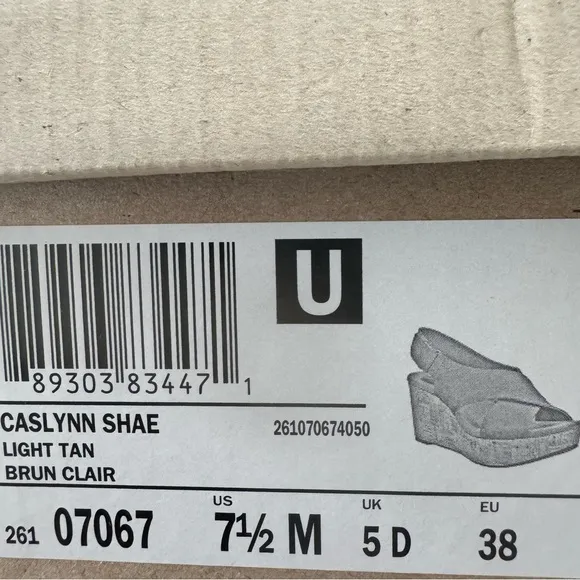 U
89303 83447 1
CASLYNN SHAE
261070674050
LIGHT TAN
BRUN CLAIR
US UK EU
261 07067 7½ M 5 D 38